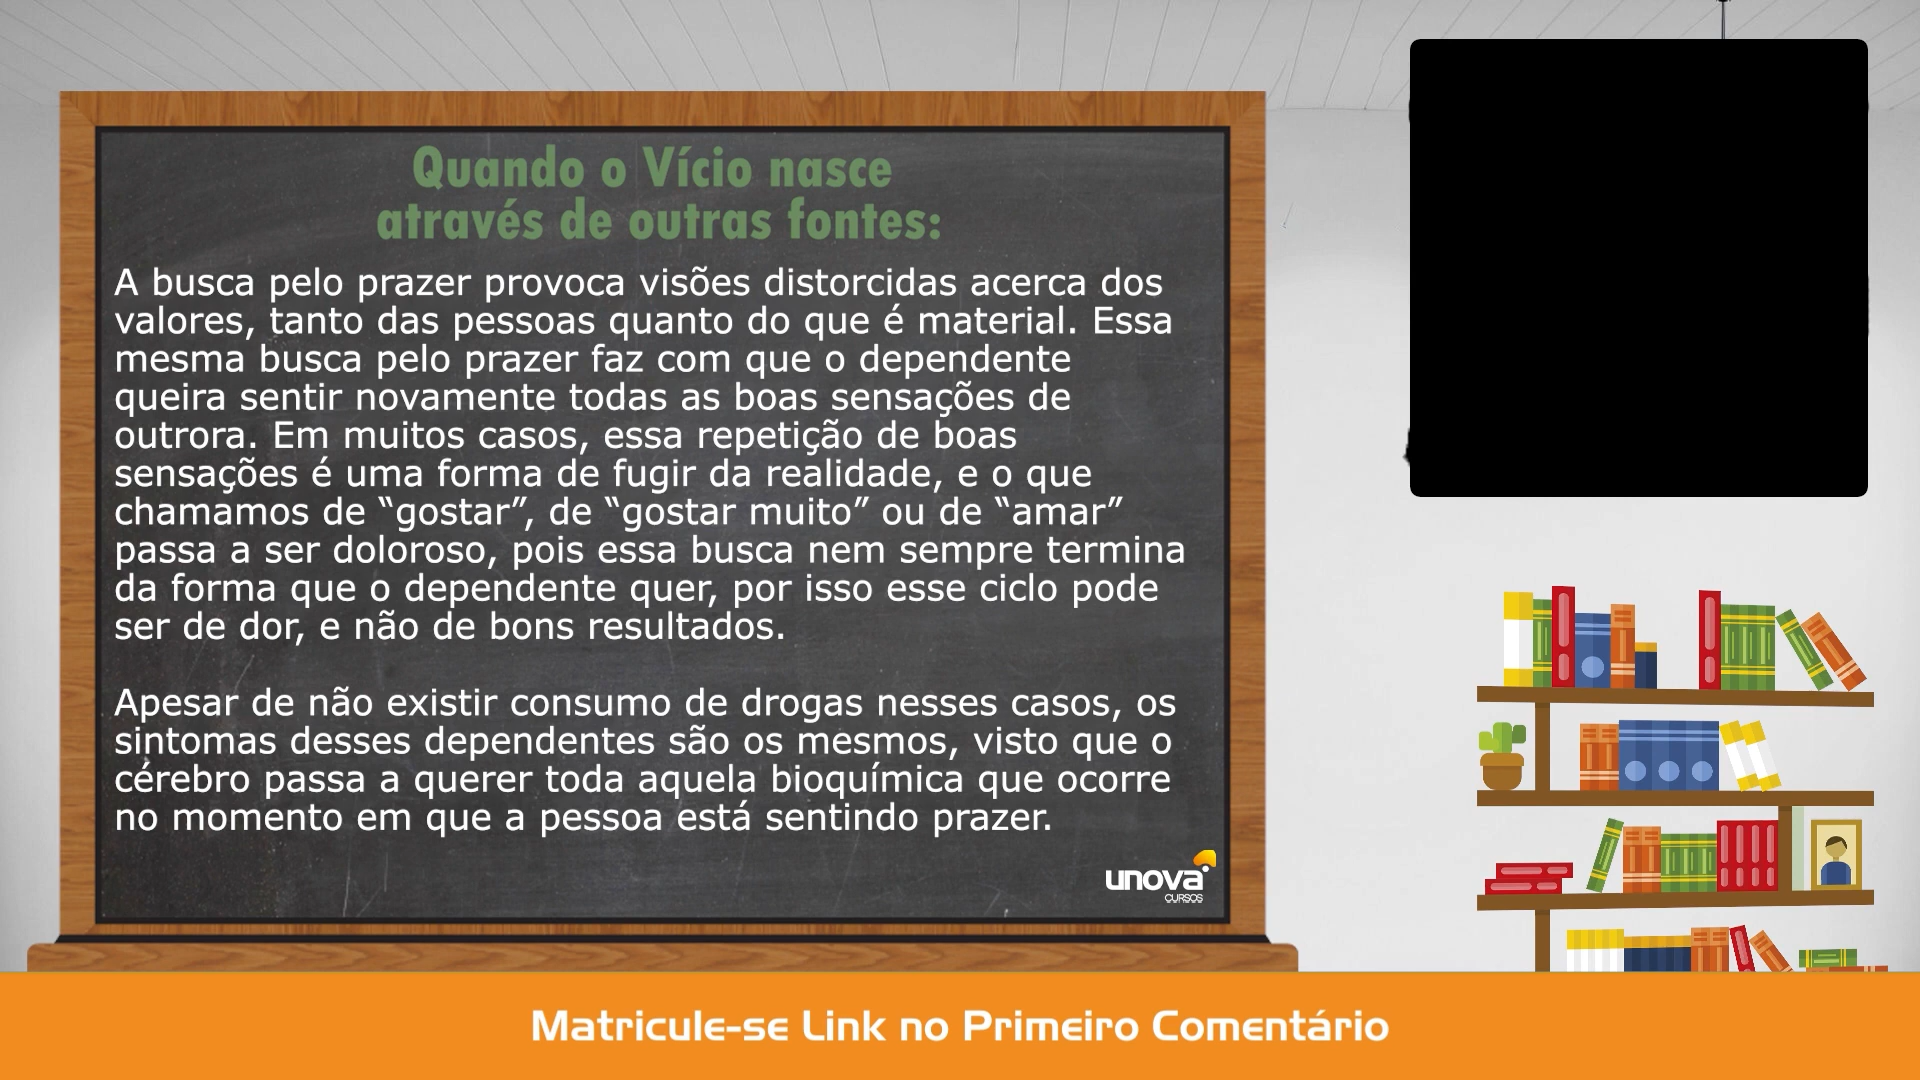 Quando o Vício nasce
através de outras fontes:
A busca pelo prazer provoca visões distorcidas acerca dos
valores, tanto das pessoas quanto do que é material. Essa
mesma busca pelo prazer faz com que o dependente
queira sentir novamente todas as boas sensações de
outrora. Em muitos casos, essa repetição de boas
sensações é uma forma de fugir da realidade, e o que
chamamos de “gostar”, de “gostar muito” ou de “amar”
passa a ser doloroso, pois essa busca nem sempre termina
da forma que o dependente quer, por isso esse ciclo pode
ser de dor, e não de bons resultados.
Apesar de não existir consumo de drogas nesses casos, os
sintomas desses dependentes são os mesmos, visto que o
cérebro passa a querer toda aquela bioquímica que ocorre
no momento em que a pessoa está sentindo prazer.
unova
CURSOS
Matricule-se Link no Primeiro Comentário